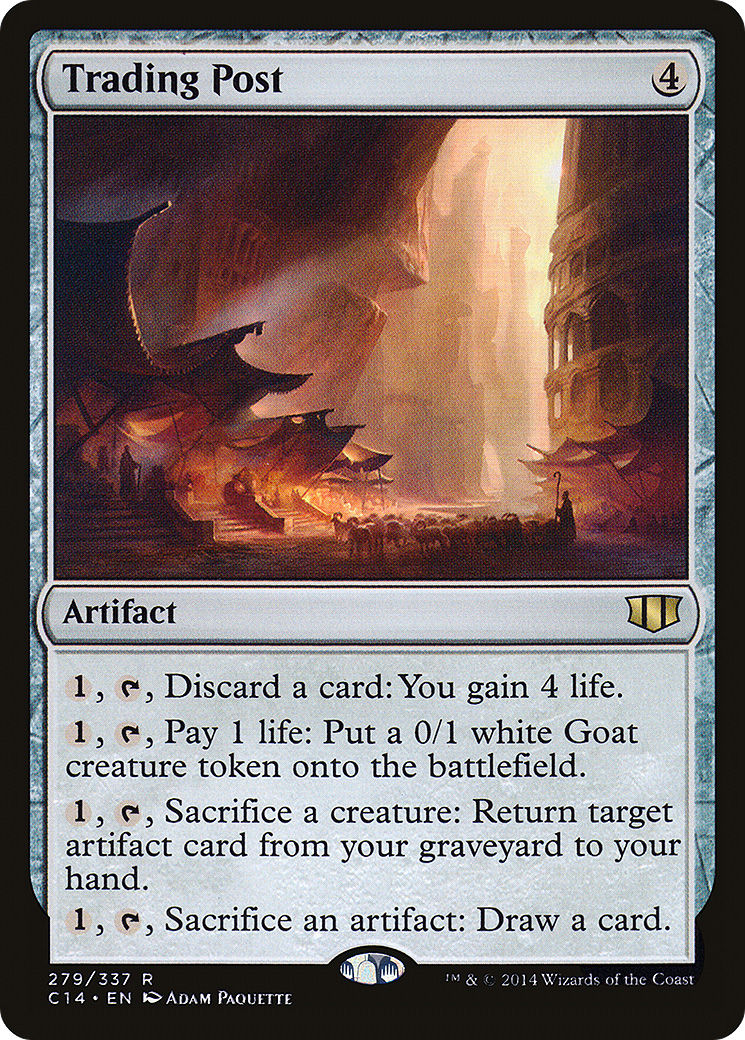 Trading Post 4
Artifact
1, T, Discard a card: You gain 4 life.
1, T, Pay 1 life: Put a 0/1 white Goat
creature token onto the battlefield.
1, T, Sacrifice a creature: Return target
artifact card from your graveyard to your
hand.
1, T, Sacrifice an artifact: Draw a card.
279/337 R
C14 • EN Adam Paquette
™ & © 2014 Wizards of the Coast